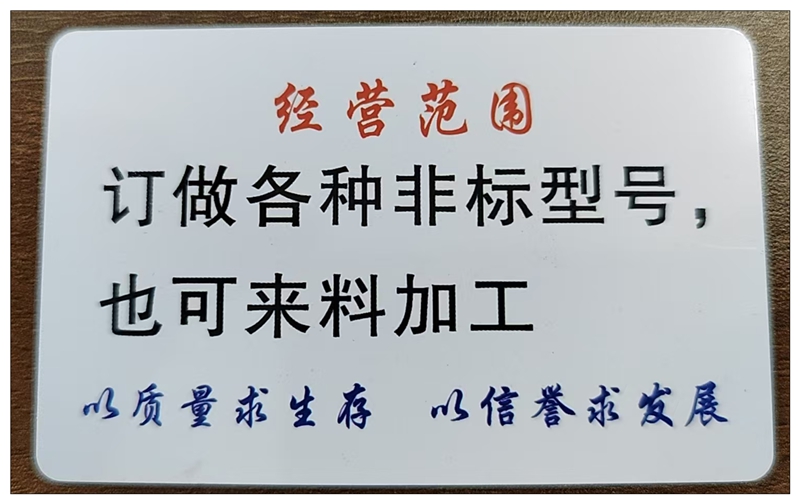 经营范围
订做各种非标型号，
也可来料加工
以质量求生存 以信誉求发展